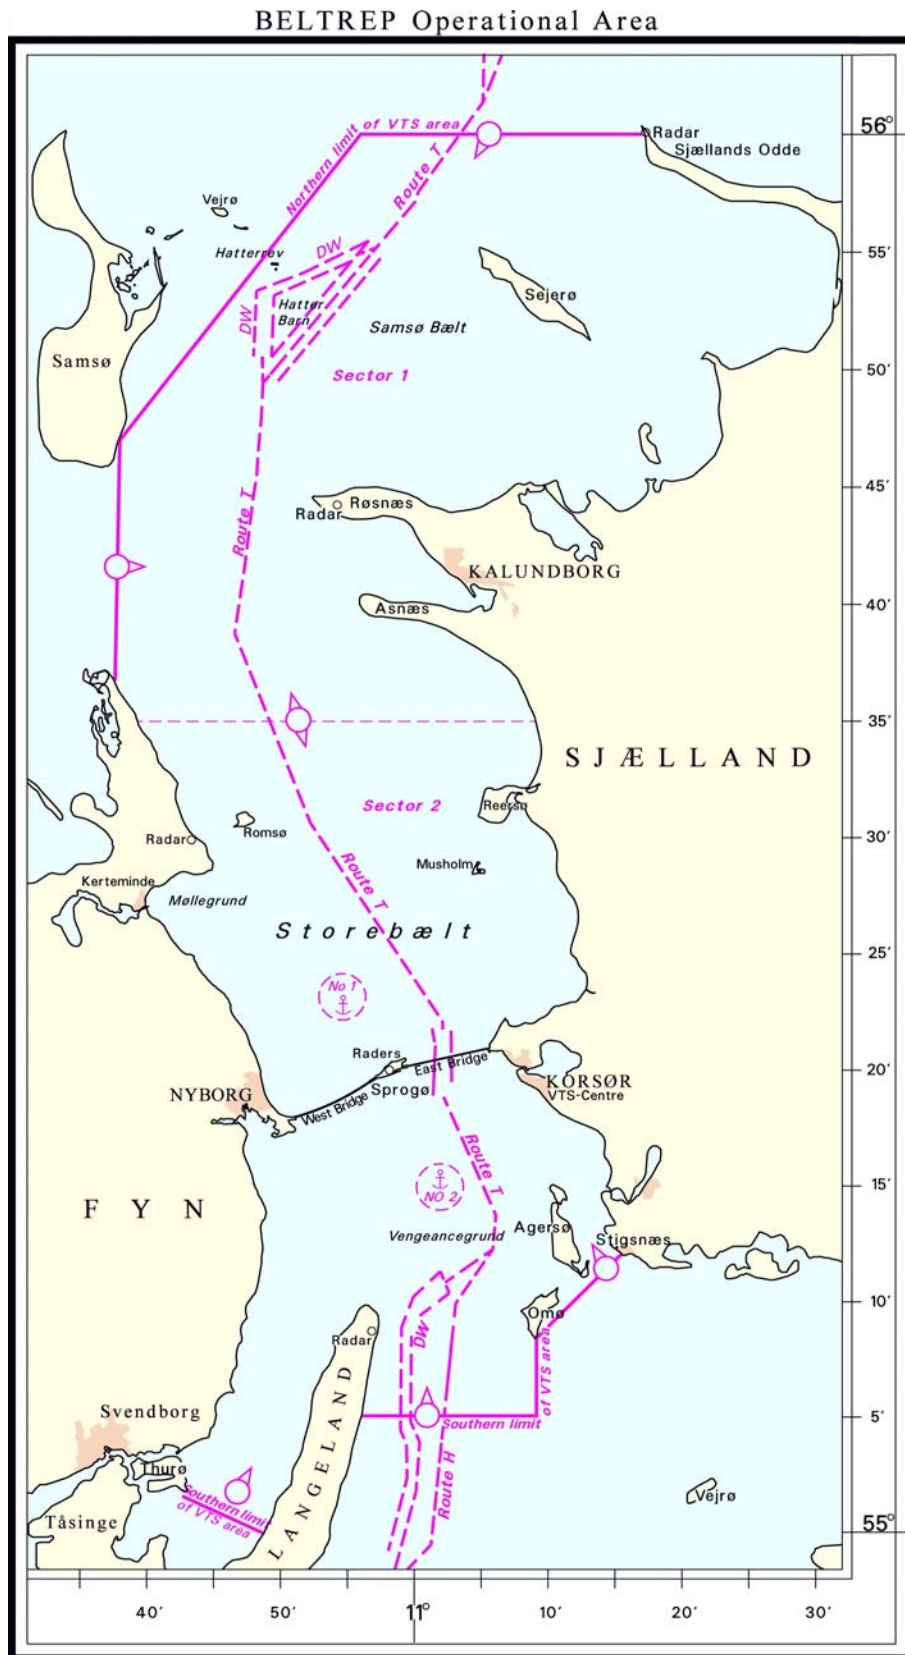 BELTREP Operational Area
56°
Northern limit of VTS area
Radar
Sjællands Odde
Route T
Vejrø
Hatterrev
DW
55′
Sejerø
DW
Hatter
Barn
Samsø Bælt
Samsø
Sector 1
50′
45′
Route T
Radar
Røsnæs
KALUNDBORG
Asnæs
40′
35′
SJÆLLAND
Sector 2
Reersø
Radar
Romsø
30′
Route T
Musholm
Kerteminde
Møllegrund
Storebælt
25′
No 1
Raders
East Bridge
20′
NYBORG
West Bridge
Sprogø
KORSØR
VTS-Centre
Route T
NO 2
15′
FYN
Vengeancegrund
Agersø
Stigsnæs
10′
Omø
DW
Radar
of VTS area
LANGELAND
Svendborg
Southern limit
5′
Route H
Thurø
Southern limit
of VTS area
Tåsinge
Vejrø
55°
40′
50′
11°
10′
20′
30′